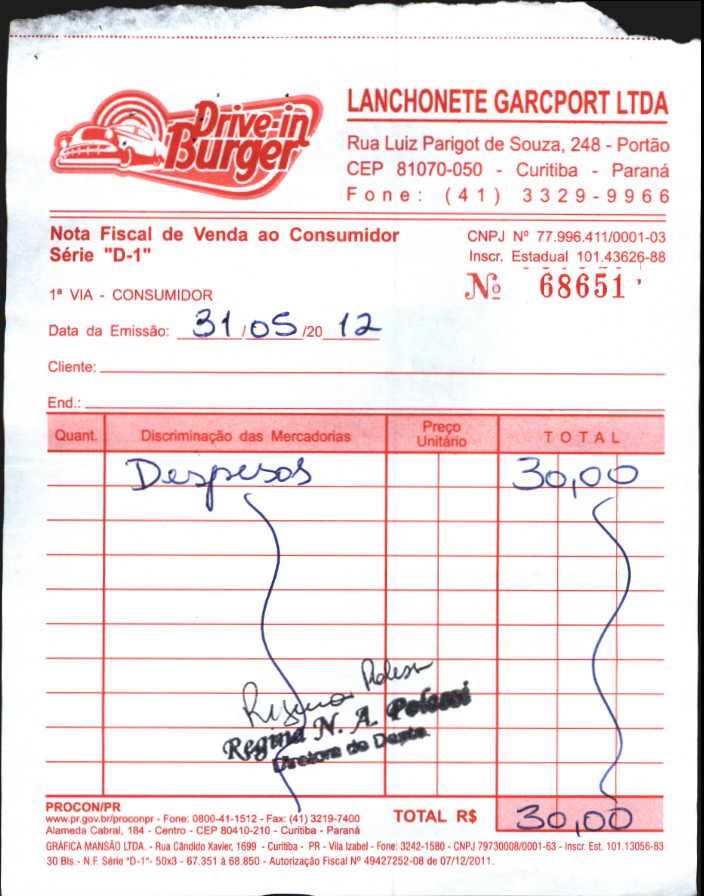 Drive-in
Burger
LANCHONETE GARCPORT LTDA
Rua Luiz Parigot de Souza, 248 - Portão
CEP 81070-050 - Curitiba - Paraná
Fone: (41) 3329-9966
Nota Fiscal de Venda ao Consumidor
Série "D-1"
CNPJ Nº 77.996.411/0001-03
Inscr. Estadual 101.43626-88
Nº 68651
1ª VIA - CONSUMIDOR
Data da Emissão: 31/05/2012
Cliente:
End.:
Quant. Discriminação das Mercadorias Preço Unitário TOTAL
Despesas 30,00
Regina N. A. Polessi
Diretora de Depto.
PROCON/PR
www.pr.gov.br/proconpr - Fone: 0800-41-1512 - Fax: (41) 3219-7400
Alameda Cabral, 184 - Centro - CEP 80410-210 - Curitiba - Paraná
TOTAL R$ 30,00
GRÁFICA MANSÃO LTDA. - Rua Cândido Xavier, 1699 - Curitiba - PR - Vila Izabel - Fone: 3242-1580 - CNPJ 79730008/0001-63 - Inscr. Est. 101.13056-83
30 Bls.- N.F. Série "D-1"- 50x3 - 67.351 à 68.850 - Autorização Fiscal Nº 49427252-08 de 07/12/2011.